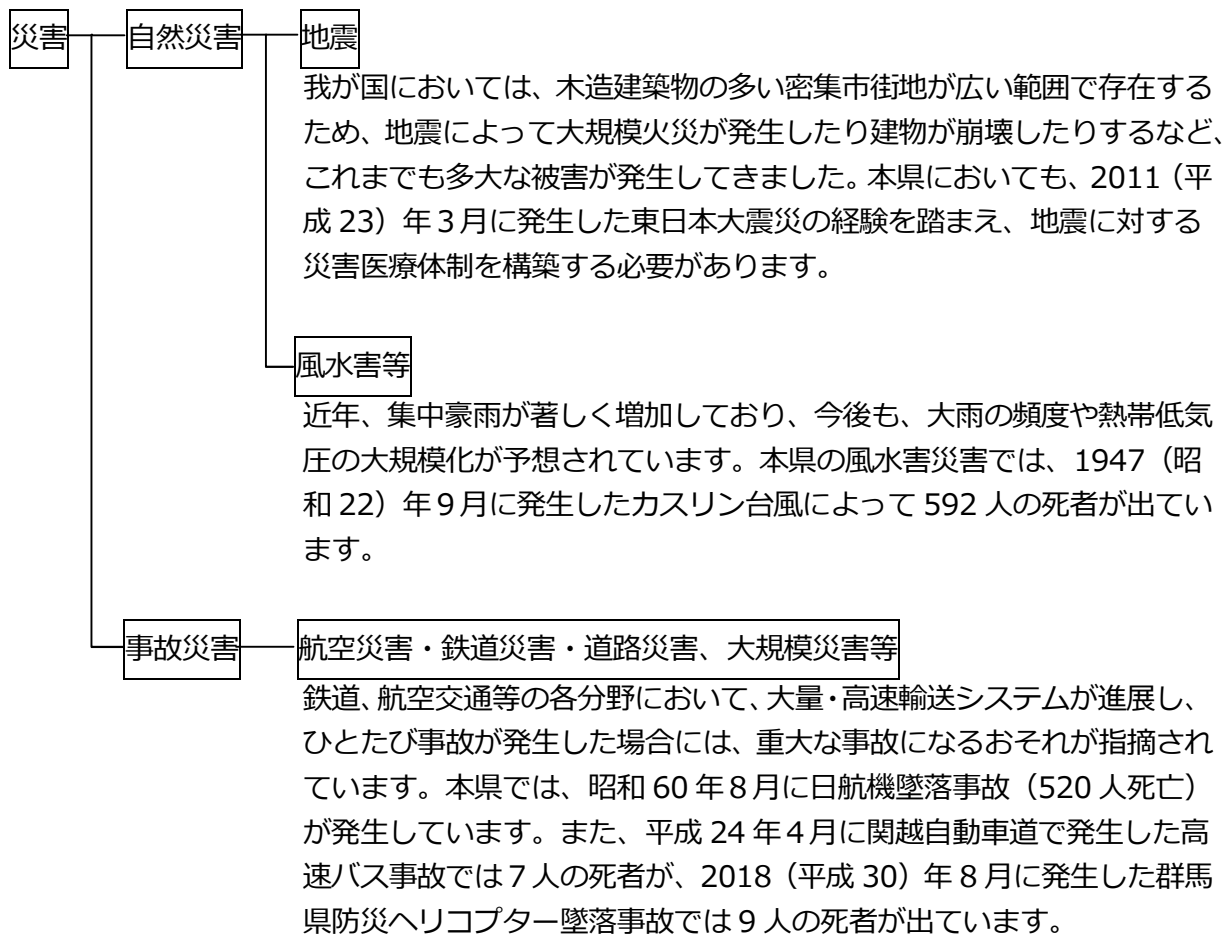 災害 自然災害 地震
我が国においては、木造建築物の多い密集市街地が広い範囲で存在する
ため、地震によって大規模火災が発生したり建物が崩壊したりするなど、
これまでも多大な被害が発生してきました。本県においても、2011（平
成 23）年３月に発生した東日本大震災の経験を踏まえ、地震に対する
災害医療体制を構築する必要があります。
風水害等
近年、集中豪雨が著しく増加しており、今後も、大雨の頻度や熱帯低気
圧の大規模化が予想されています。本県の風水害災害では、1947（昭
和 22）年９月に発生したカスリン台風によって 592 人の死者が出てい
ます。
事故災害 航空災害・鉄道災害・道路災害、大規模災害等
鉄道、航空交通等の各分野において、大量・高速輸送システムが進展し、
ひとたび事故が発生した場合には、重大な事故になるおそれが指摘され
ています。本県では、昭和 60 年８月に日航機墜落事故（520 人死亡）
が発生しています。また、平成 24 年４月に関越自動車道で発生した高
速バス事故では７人の死者が、2018（平成 30）年８月に発生した群馬
県防災ヘリコプター墜落事故では９人の死者が出ています。